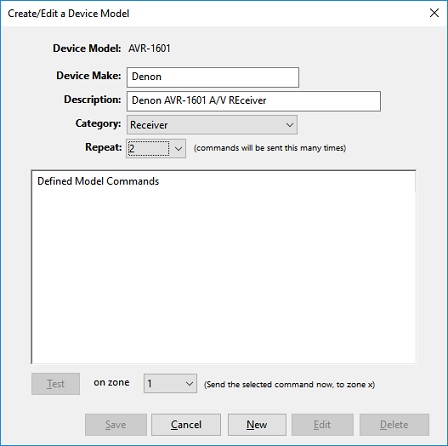 Create/Edit a Device Model
Device Model: AVR-1601
Device Make: Denon
Description: Denon AVR-1601 A/V REceiver
Category: Receiver
Repeat: 2 (commands will be sent this many times)
Defined Model Commands
Test on zone 1 (Send the selected command now, to zone x)
Save Cancel New Edit Delete